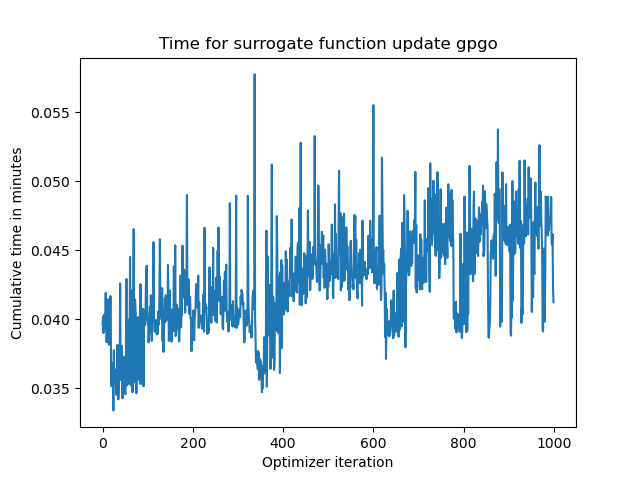 Time for surrogate function update gpgo
0.055
0.050
0.045
0.040
0.035
Cumulative time in minutes
0 200 400 600 800 1000
Optimizer iteration